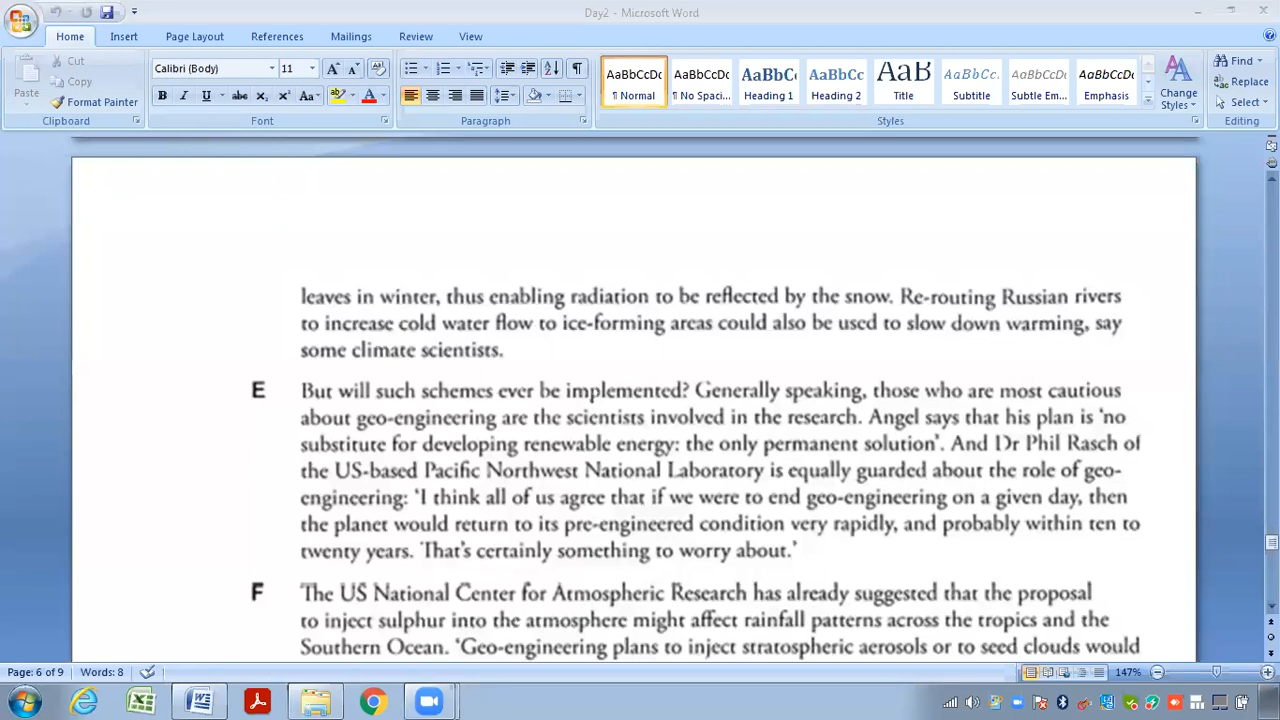 Day2 - Microsoft Word
Home Insert Page Layout References Mailings Review View
Paste
Cut
Copy
Format Painter
Clipboard
Calibri (Body) 11
Font
Paragraph
AaBbCcDc AaBbCcDc AaBbC AaBbCc AaB AaBbCc. AaBbCcDc AaBbCcDc
¶ Normal ¶ No Spaci... Heading 1 Heading 2 Title Subtitle Subtle Em... Emphasis
Change Styles
Styles
Find
Replace
Select
Editing
leaves in winter, thus enabling radiation to be reflected by the snow. Re-routing Russian rivers
to increase cold water flow to ice-forming areas could also be used to slow down warming, say
some climate scientists.
E But will such schemes ever be implemented? Generally speaking, those who are most cautious
about geo-engineering are the scientists involved in the research. Angel says that his plan is ‘no
substitute for developing renewable energy: the only permanent solution’. And Dr Phil Rasch of
the US-based Pacific Northwest National Laboratory is equally guarded about the role of geo-
engineering: ‘I think all of us agree that if we were to end geo-engineering on a given day, then
the planet would return to its pre-engineered condition very rapidly, and probably within ten to
twenty years. That’s certainly something to worry about.’
F The US National Center for Atmospheric Research has already suggested that the proposal
to inject sulphur into the atmosphere might affect rainfall patterns across the tropics and the
Southern Ocean. ‘Geo-engineering plans to inject stratospheric aerosols or to seed clouds would
Page: 6 of 9 Words: 8 147%